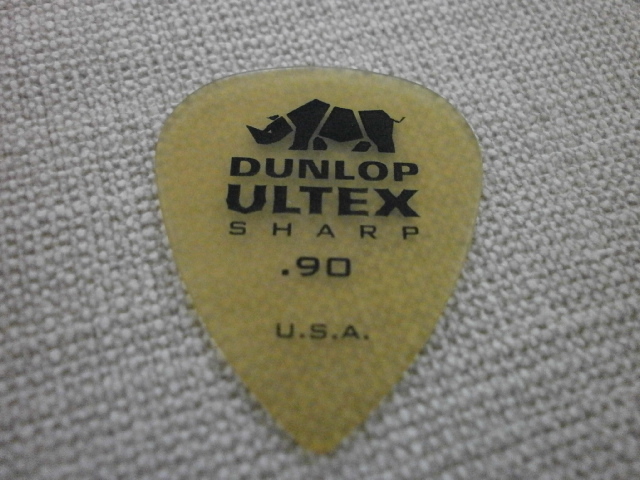 DUNLOP
ULTEX
SHARP
.90
U.S.A.